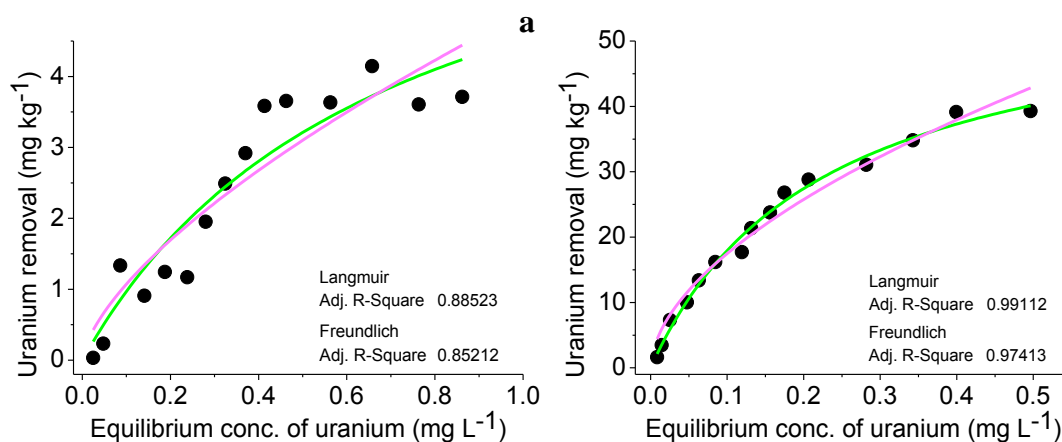 a
Uranium removal (mg kg-1)
4
3
2
1
0
Langmuir
Adj. R-Square 0.88523
Freundlich
Adj. R-Square 0.85212
0.0 0.2 0.4 0.6 0.8 1.0
Equilibrium conc. of uranium (mg L-1)
Uranium removal (mg kg-1)
50
40
30
20
10
0
Langmuir
Adj. R-Square 0.99112
Freundlich
Adj. R-Square 0.97413
0.0 0.1 0.2 0.3 0.4 0.5
Equilibrium conc. of uranium (mg L-1)